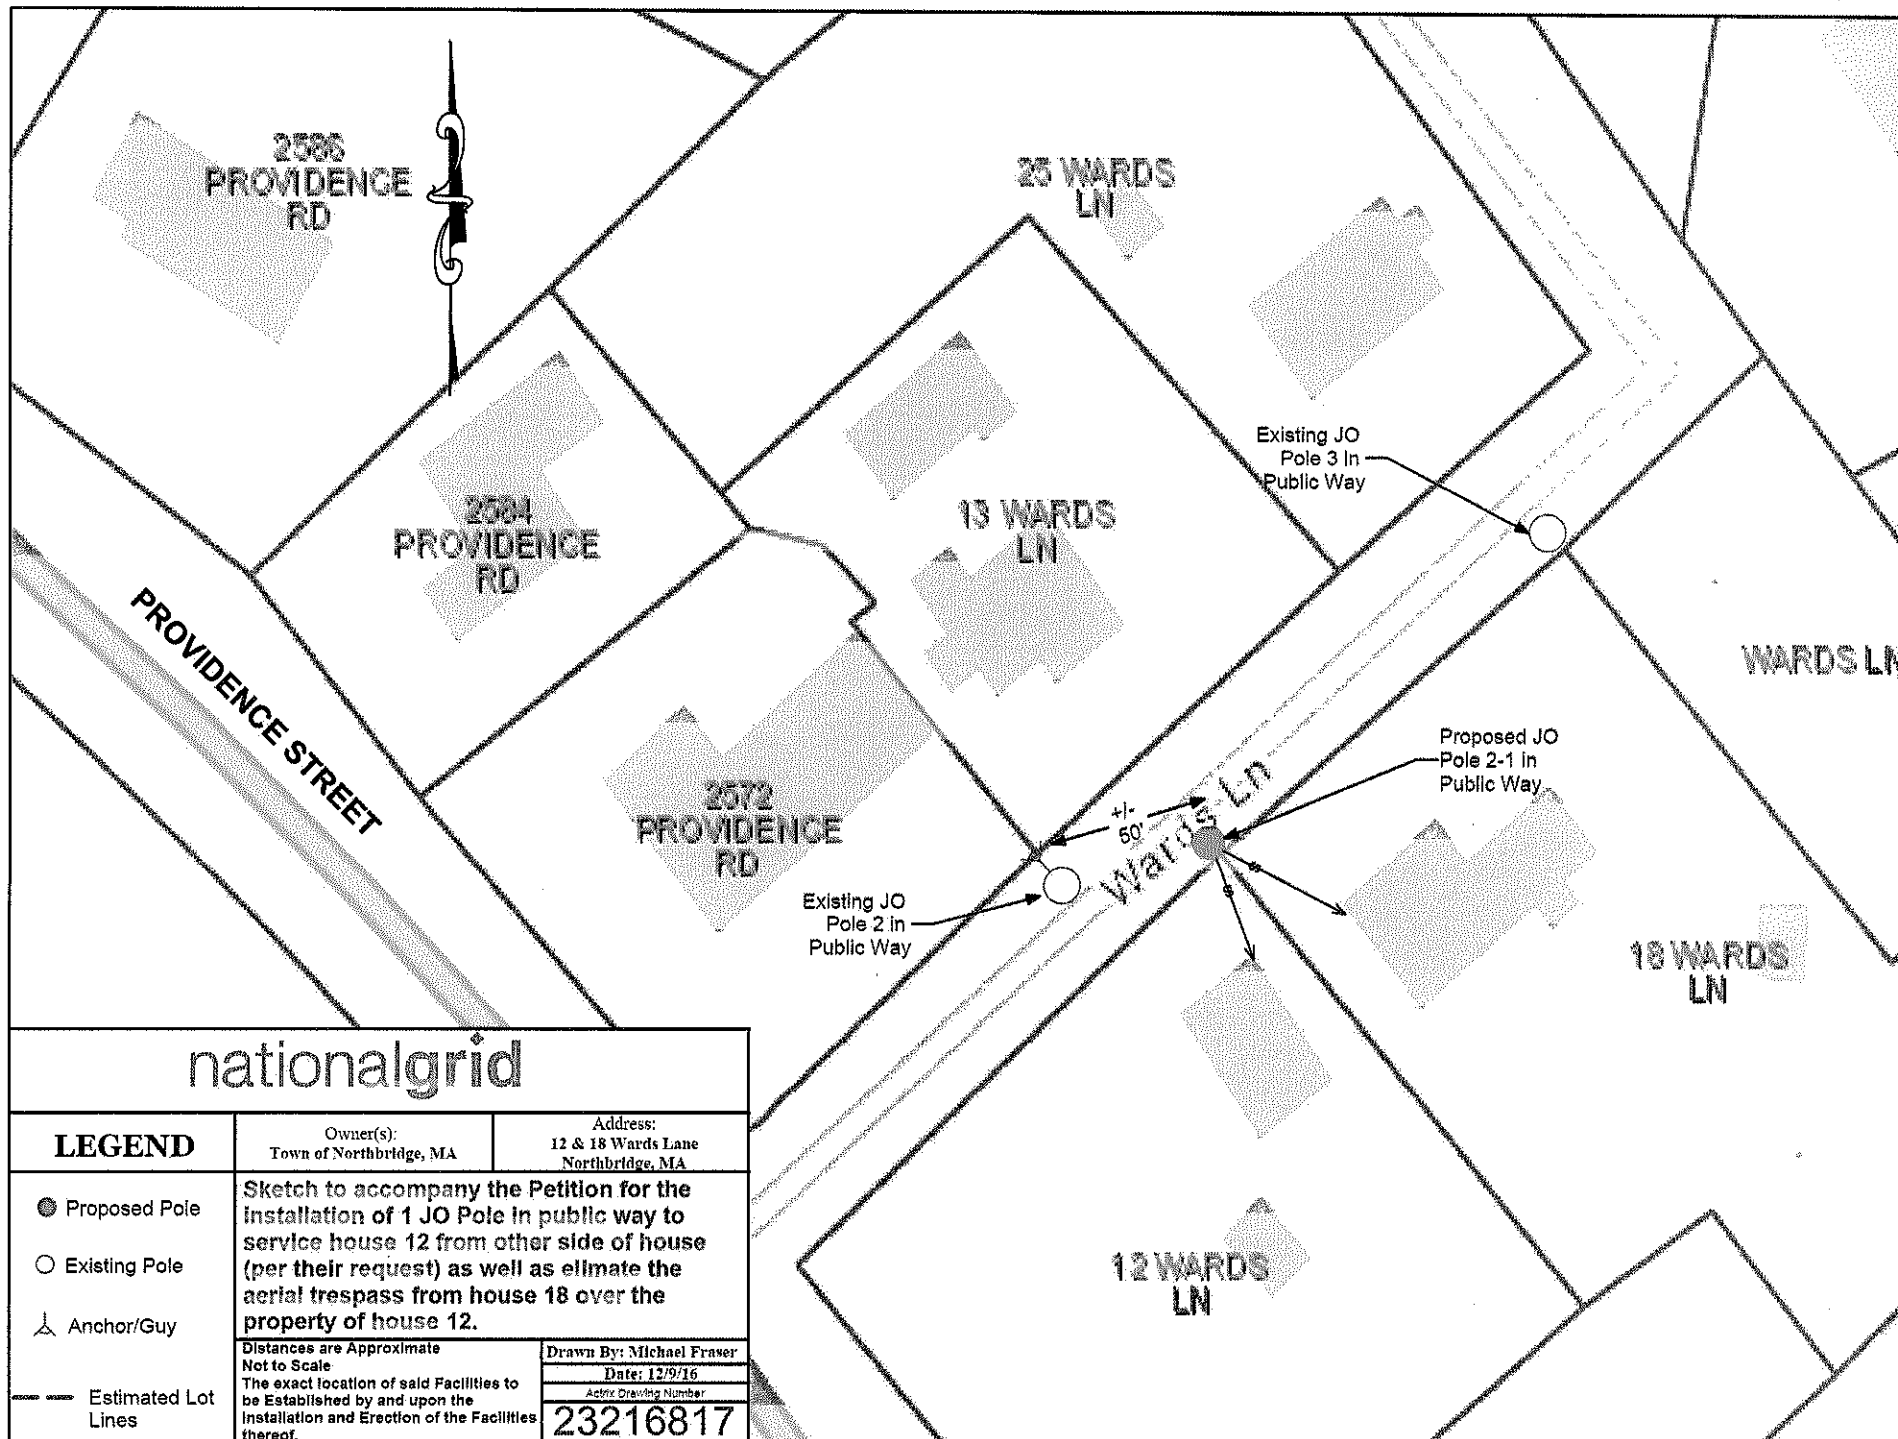 2586
PROVIDENCE
RD
25 WARDS
LN
Existing JO
Pole 3 in
Public Way
2584
PROVIDENCE
RD
13 WARDS
LN
PROVIDENCE STREET
WARDS LN
Proposed JO
Pole 2-1 in
Public Way
2572
PROVIDENCE
RD
+/-
50'
Wards Ln
Existing JO
Pole 2 in
Public Way
18 WARDS
LN
12 WARDS
LN
nationalgrid
LEGEND
Owner(s):
Town of Northbridge, MA
Address:
12 & 18 Wards Lane
Northbridge, MA
Proposed Pole
Existing Pole
Anchor/Guy
Estimated Lot
Lines
Sketch to accompany the Petition for the
installation of 1 JO Pole in public way to
service house 12 from other side of house
(per their request) as well as elimate the
aerial trespass from house 18 over the
property of house 12.
Distances are Approximate
Not to Scale
The exact location of said Facilities to
be Established by and upon the
Installation and Erection of the Facilities
thereof.
Drawn By: Michael Fraser
Date: 12/9/16
Actrix Drawing Number
23216817